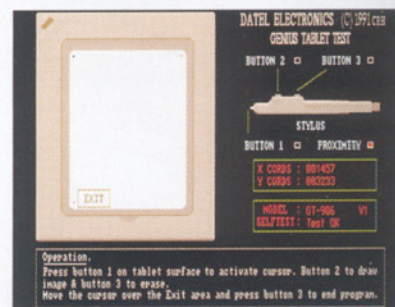 DATEL ELECTRONICS (C)1991
GENIUS TABLET TEST
BUTTON 2
BUTTON 3
STYLUS
BUTTON 1
PROXIMITY
X CORDS : 001457
Y CORDS : 003233
MODEL : GT-906 V1
SELFTEST: Test OK
EXIT
Operation.
Press button 1 on tablet surface to activate cursor. Button 2 to draw
image & button 3 to erase.
Move the cursor over the Exit area and press button 3 to end program.